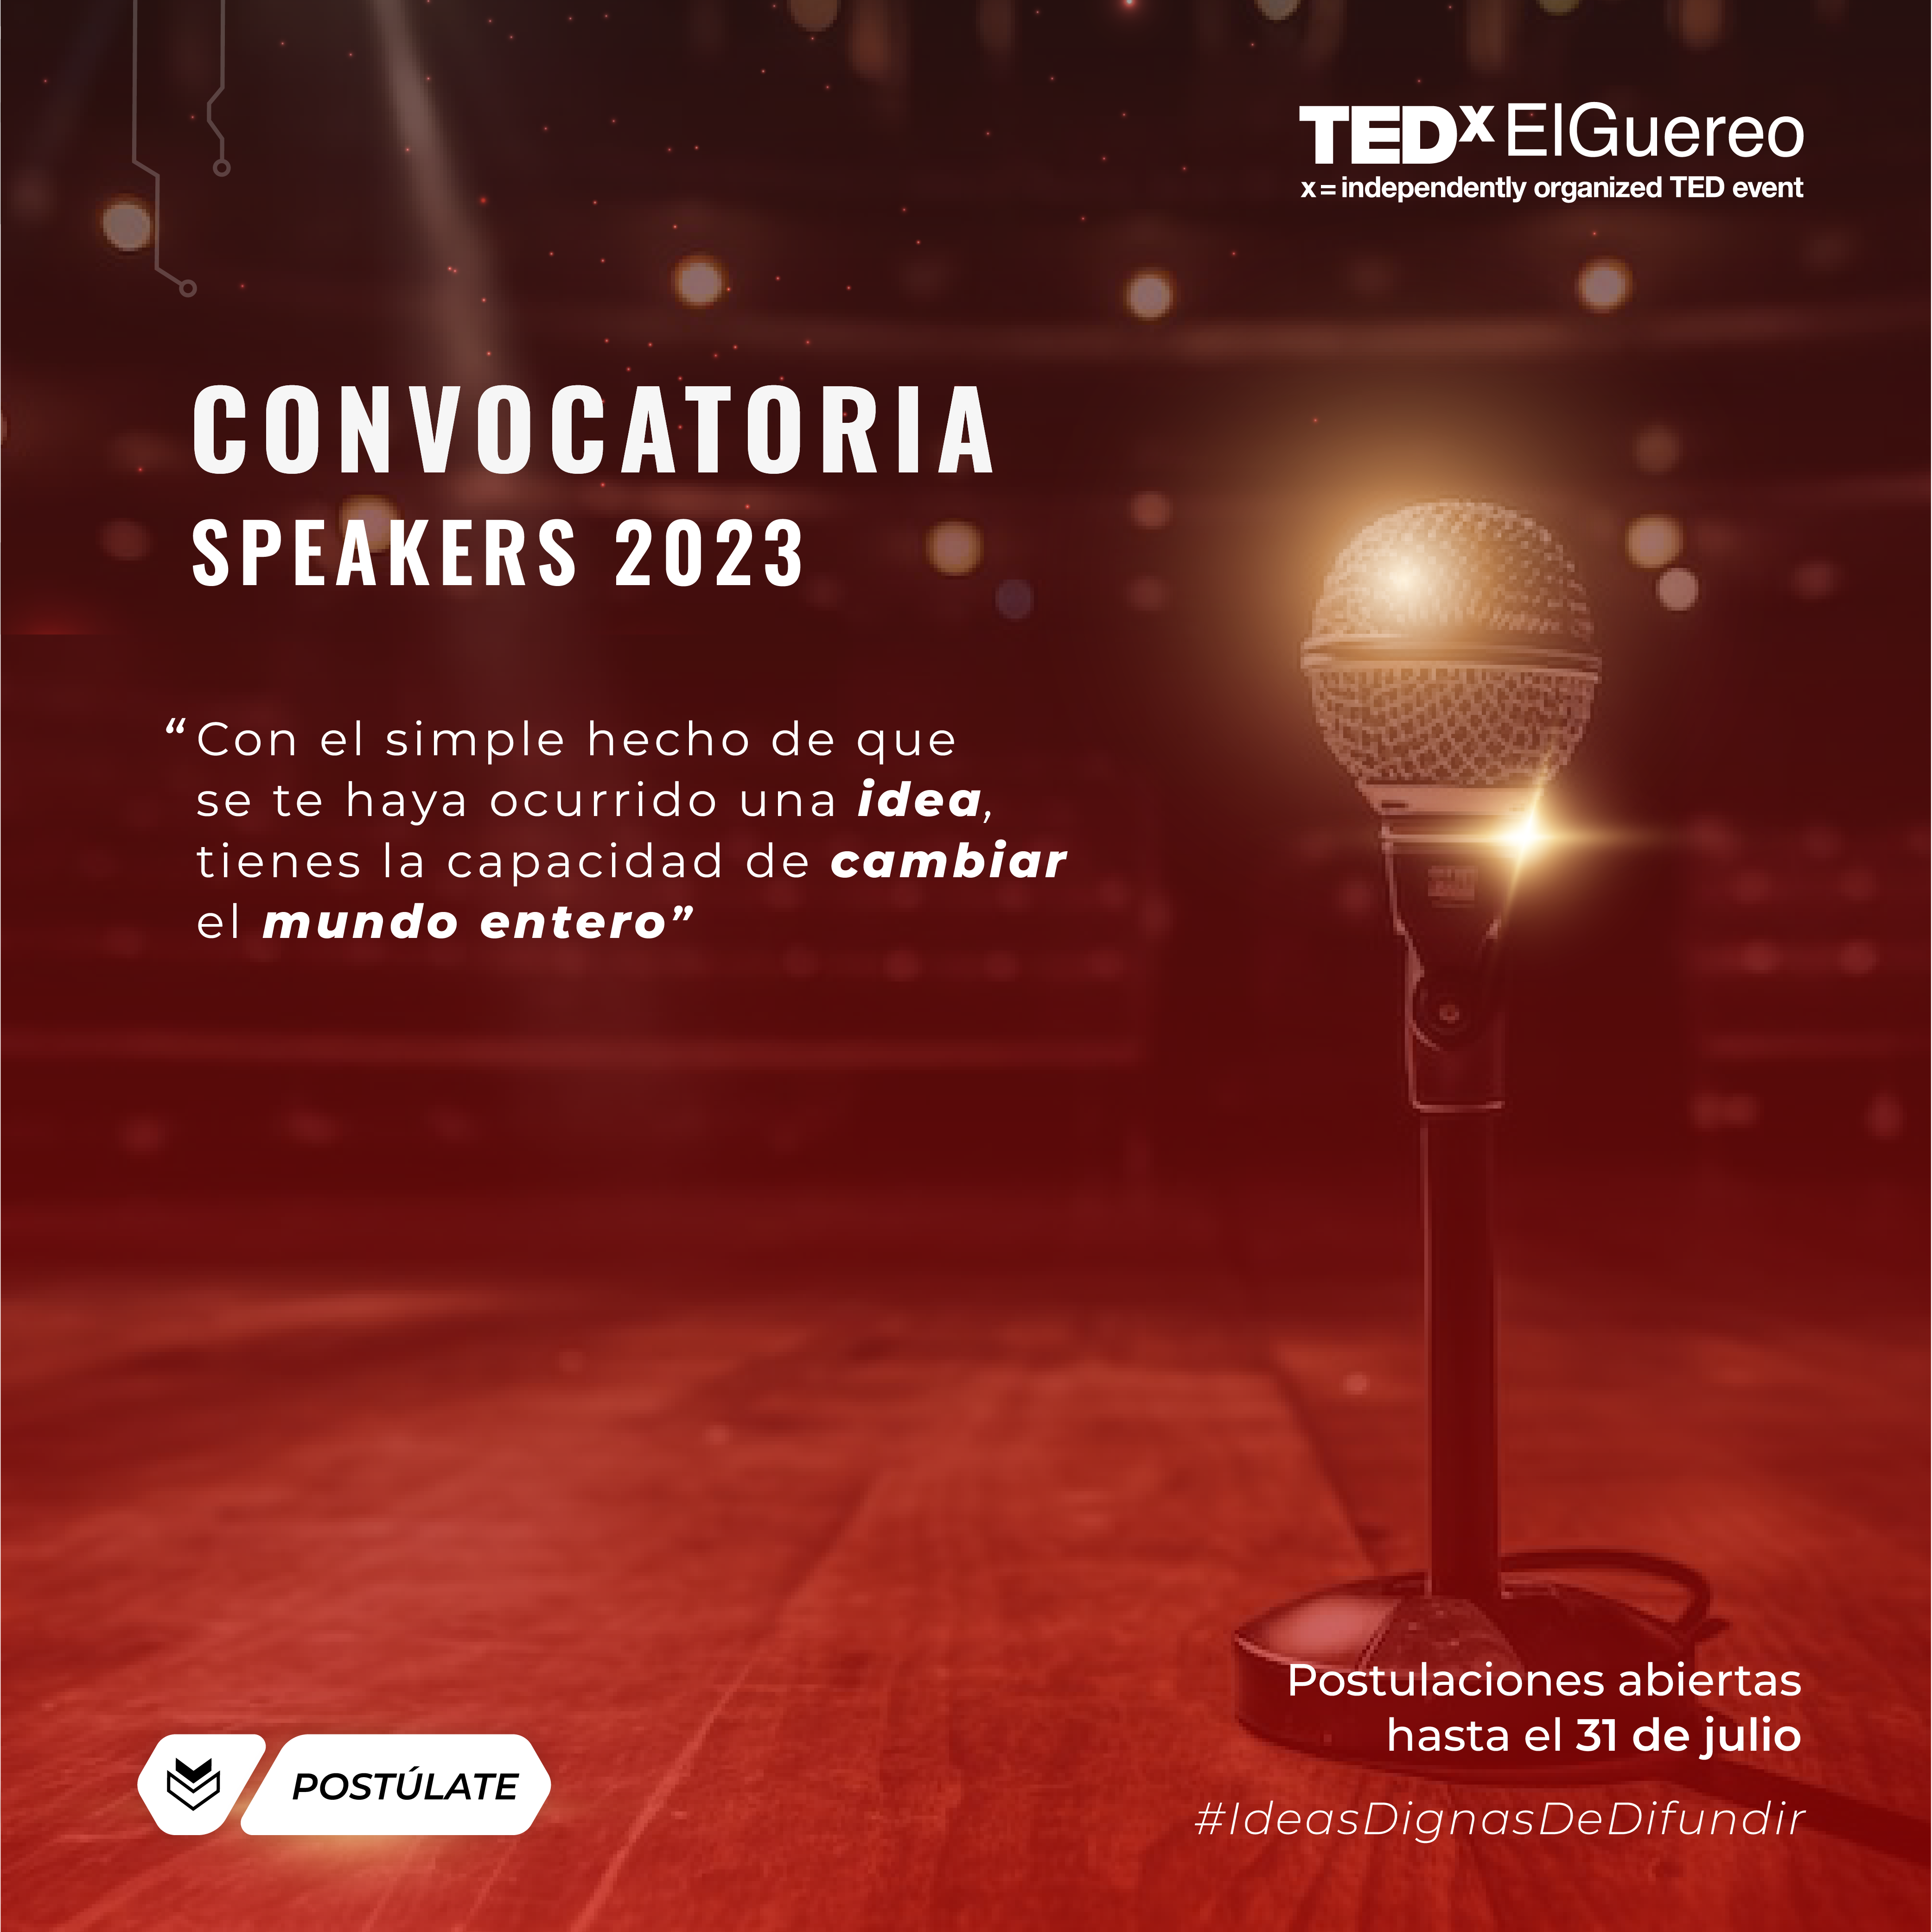 TEDx ElGuereo
x = independently organized TED event
CONVOCATORIA
SPEAKERS 2023
“Con el simple hecho de que
se te haya ocurrido una idea,
tienes la capacidad de cambiar
el mundo entero”
Postulaciones abiertas
hasta el 31 de julio
POSTÚLATE
#IdeasDignasDeDifundir